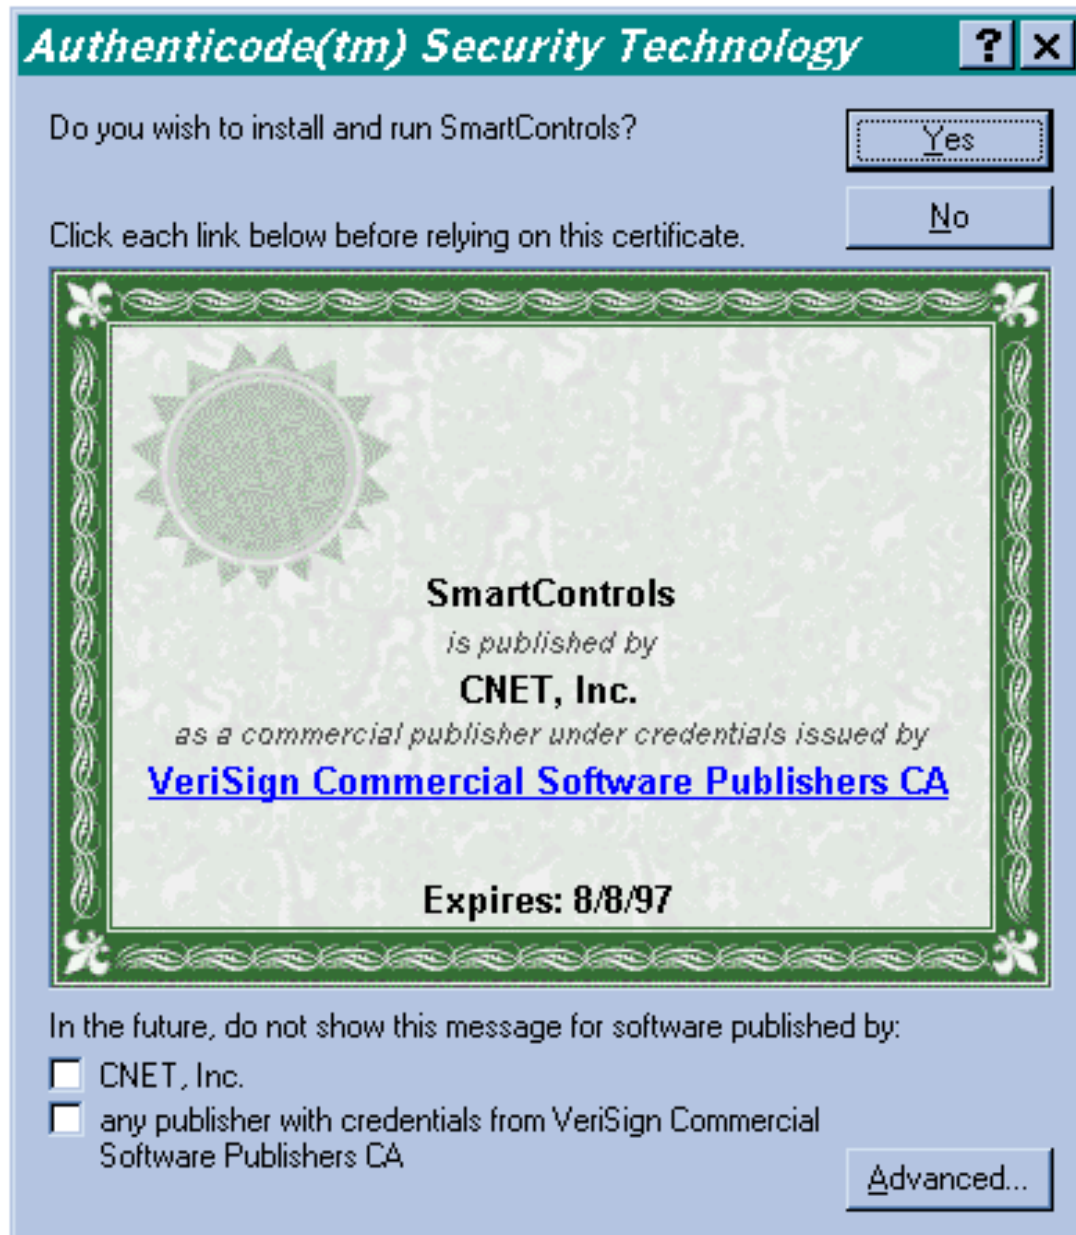 Authenticode(tm) Security Technology
?
Do you wish to install and run SmartControls?
Yes
No
Click each link below before relying on this certificate.
SmartControls
is published by
CNET, Inc.
as a commercial publisher under credentials issued by
VeriSign Commercial Software Publishers CA
Expires: 8/8/97
In the future, do not show this message for software published by:
CNET, Inc.
any publisher with credentials from VeriSign Commercial
Software Publishers CA
Advanced...